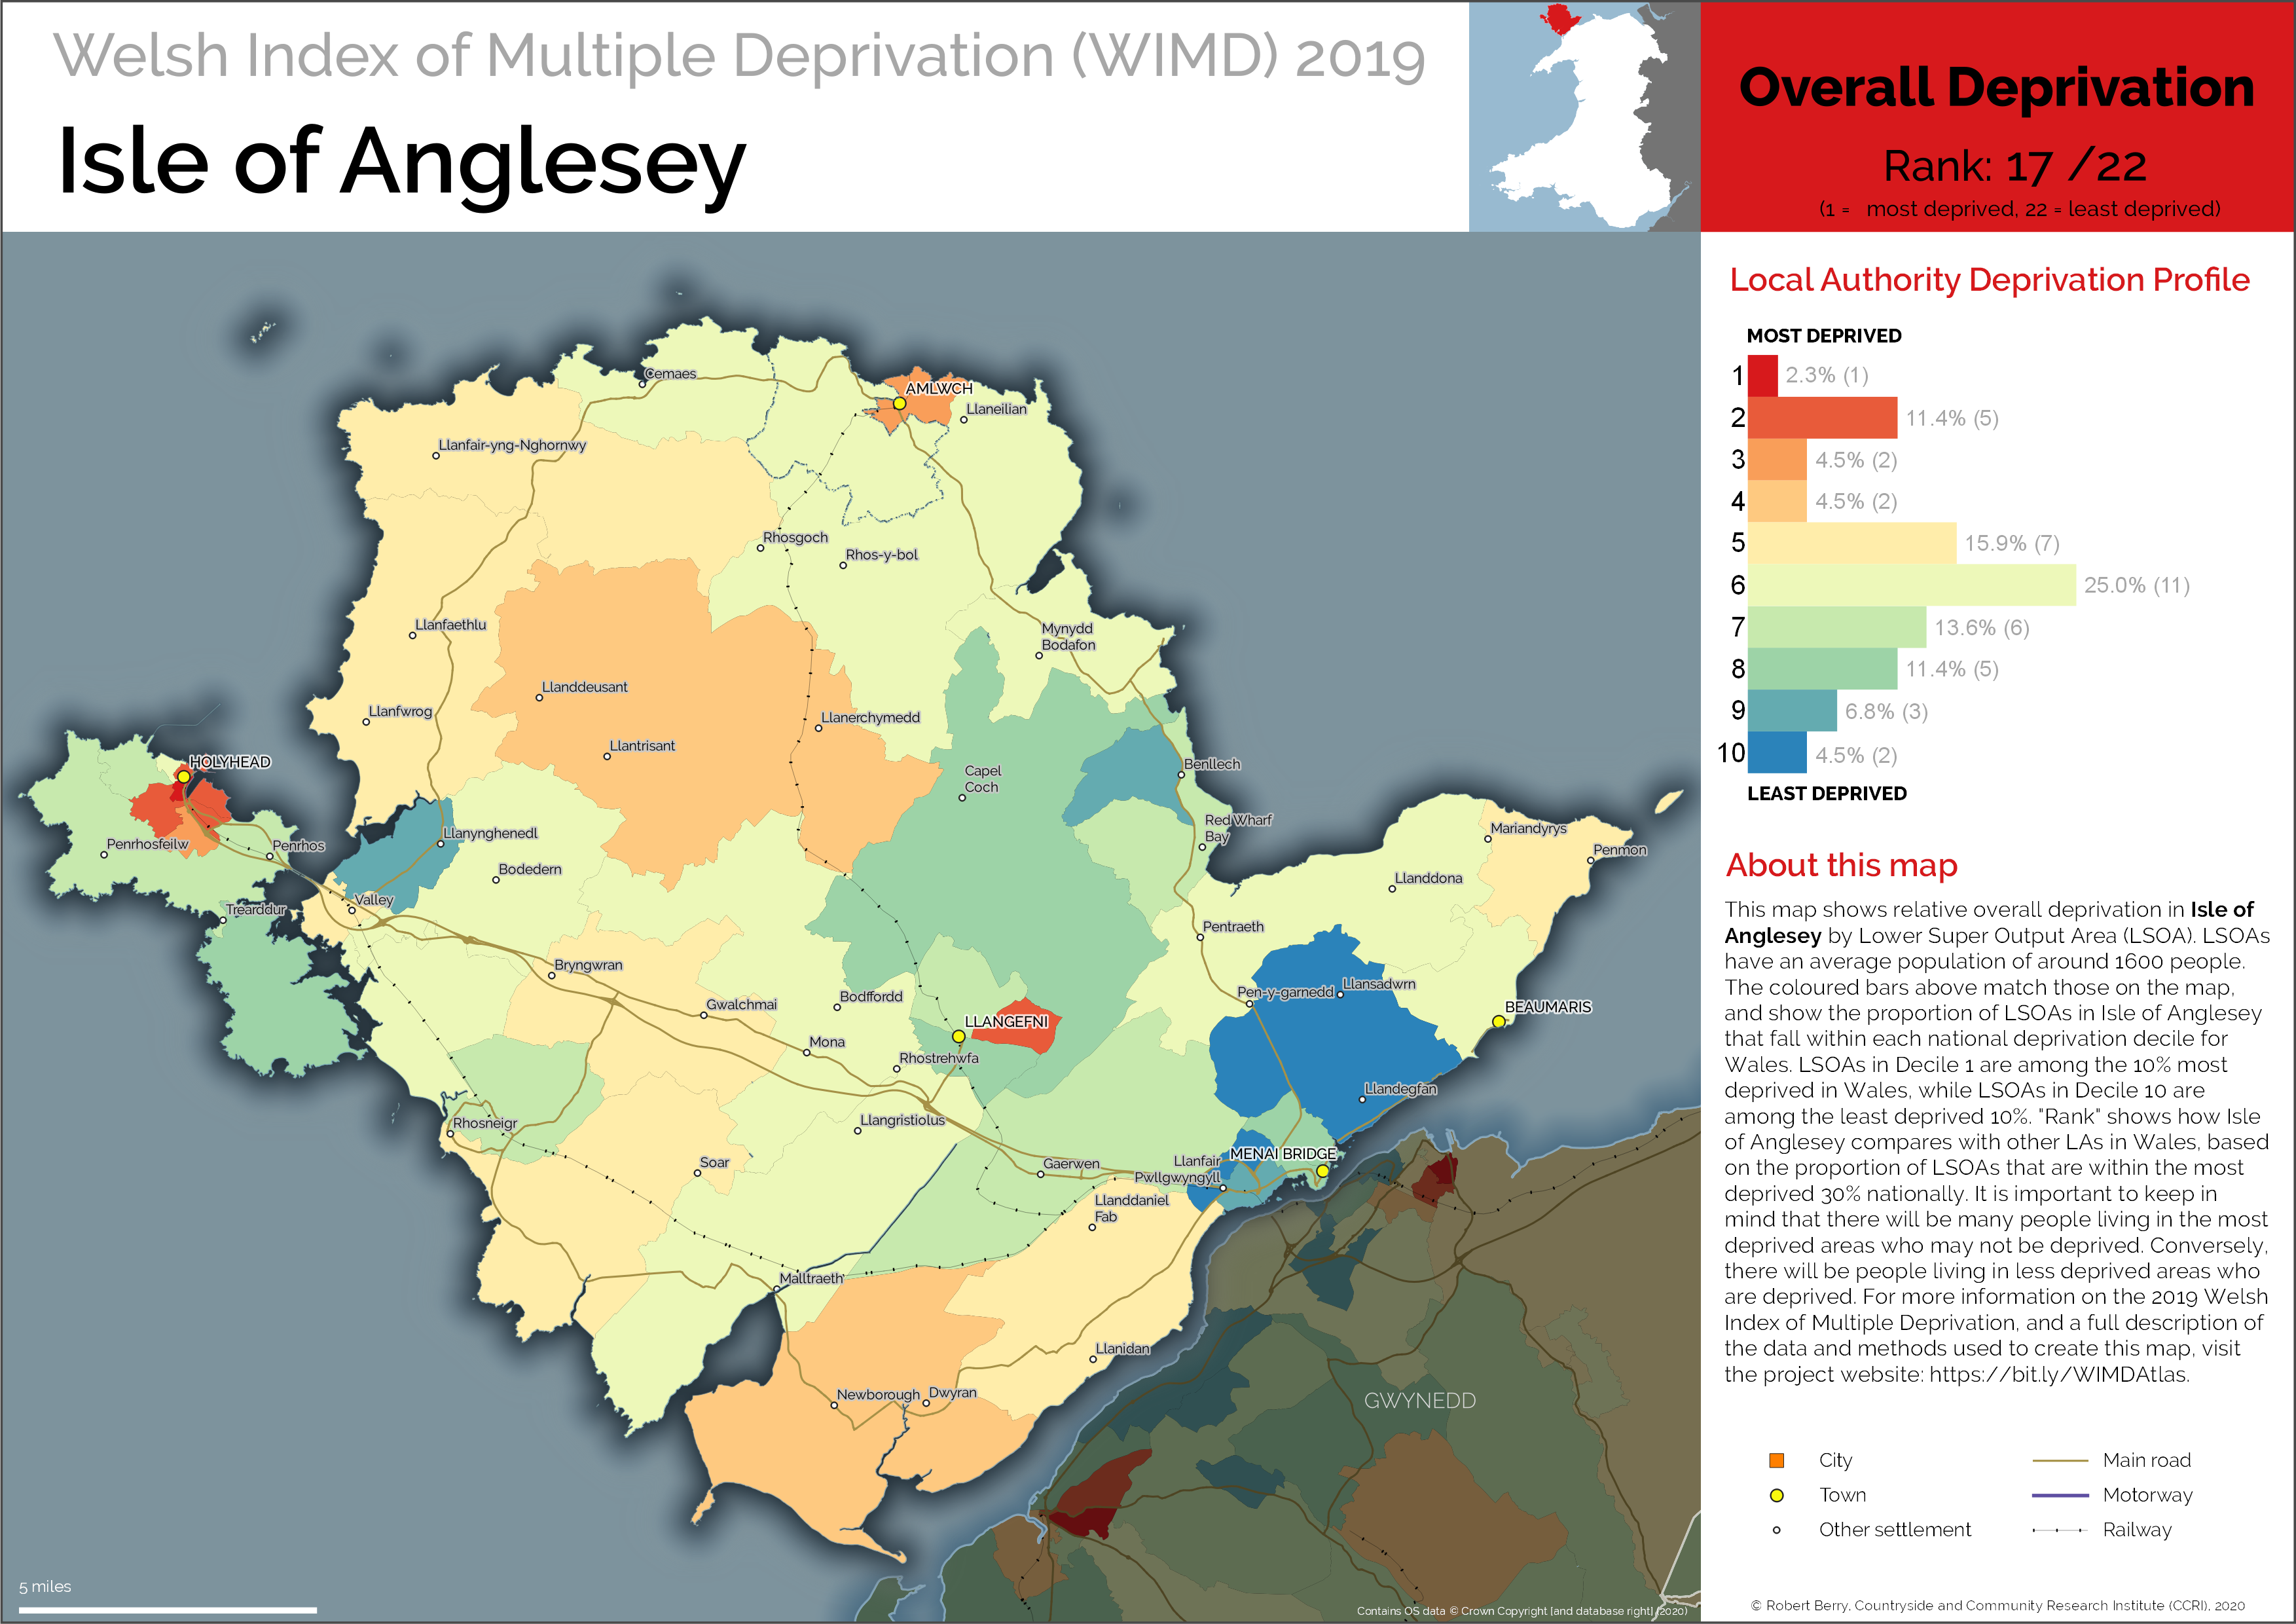 Welsh Index of Multiple Deprivation (WIMD) 2019
Isle of Anglesey
Overall Deprivation
Rank: 17 /22
(1 = most deprived, 22 = least deprived)
Local Authority Deprivation Profile
MOST DEPRIVED
1 2.3% (1)
2 11.4% (5)
3 4.5% (2)
4 4.5% (2)
5 15.9% (7)
6 25.0% (11)
7 13.6% (6)
8 11.4% (5)
9 6.8% (3)
10 4.5% (2)
LEAST DEPRIVED
About this map
This map shows relative overall deprivation in Isle of
Anglesey by Lower Super Output Area (LSOA). LSOAs
have an average population of around 1600 people.
The coloured bars above match those on the map,
and show the proportion of LSOAs in Isle of Anglesey
that fall within each national deprivation decile for
Wales. LSOAs in Decile 1 are among the 10% most
deprived in Wales, while LSOAs in Decile 10 are
among the least deprived 10%. "Rank" shows how Isle
of Anglesey compares with other LAs in Wales, based
on the proportion of LSOAs that are within the most
deprived 30% nationally. It is important to keep in
mind that there will be many people living in the most
deprived areas who may not be deprived. Conversely,
there will be people living in less deprived areas who
are deprived. For more information on the 2019 Welsh
Index of Multiple Deprivation, and a full description of
the data and methods used to create this map, visit
the project website: https://bit.ly/WIMDAtlas.
City
Town
Other settlement
Main road
Motorway
Railway
© Robert Berry, Countryside and Community Research Institute (CCRI), 2020
Cemaes
AMLWCH
Llaneilian
Llanfair-yng-Nghornwy
Rhosgoch
Rhos-y-bol
Llanfaethlu
Mynydd
Bodafon
Llanddeusant
Llanfwrog
Llanerchymedd
Llantrisant
HOLYHEAD
Capel
Coch
Benllech
Red Wharf
Bay
Mariandyrys
Penmon
Penrhosfeilw
Penrhos
Llanynghenedl
Bodedern
Llanddona
Trearddur
Valley
Pentraeth
Bryngwran
Gwalchmai
Bodffordd
Pen-y-garnedd
Llansadwrn
BEAUMARIS
LLANGEFNI
Mona
Rhostrehwfa
Llandegfan
Rhosneigr
Llangristiolus
Soar
Gaerwen
Llanfair
Pwllgwyngyll
MENAI BRIDGE
Llanddaniel
Fab
Malltraeth
Llanidan
Newborough
Dwyran
GWYNEDD
5 miles
Contains OS data © Crown Copyright [and database right] (2020)